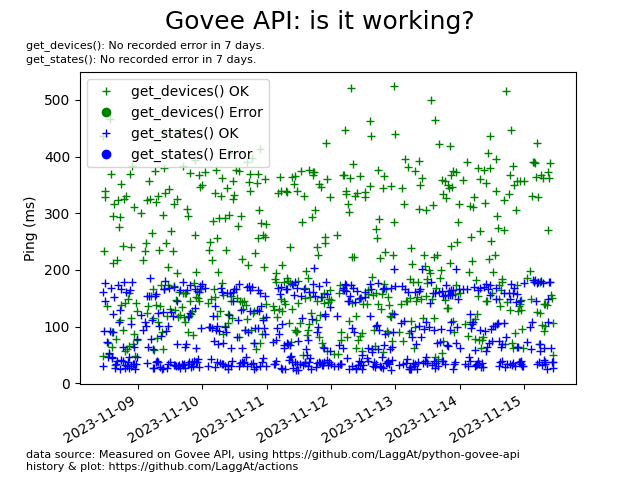 Govee API: is it working?
get_devices(): No recorded error in 7 days.
get_states(): No recorded error in 7 days.
get_devices() OK
get_devices() Error
get_states() OK
get_states() Error
Ping (ms)
500
400
300
200
100
0
2023-11-09
2023-11-10
2023-11-11
2023-11-12
2023-11-13
2023-11-14
2023-11-15
data source: Measured on Govee API, using https://github.com/LaggAt/python-govee-api
history & plot: https://github.com/LaggAt/actions